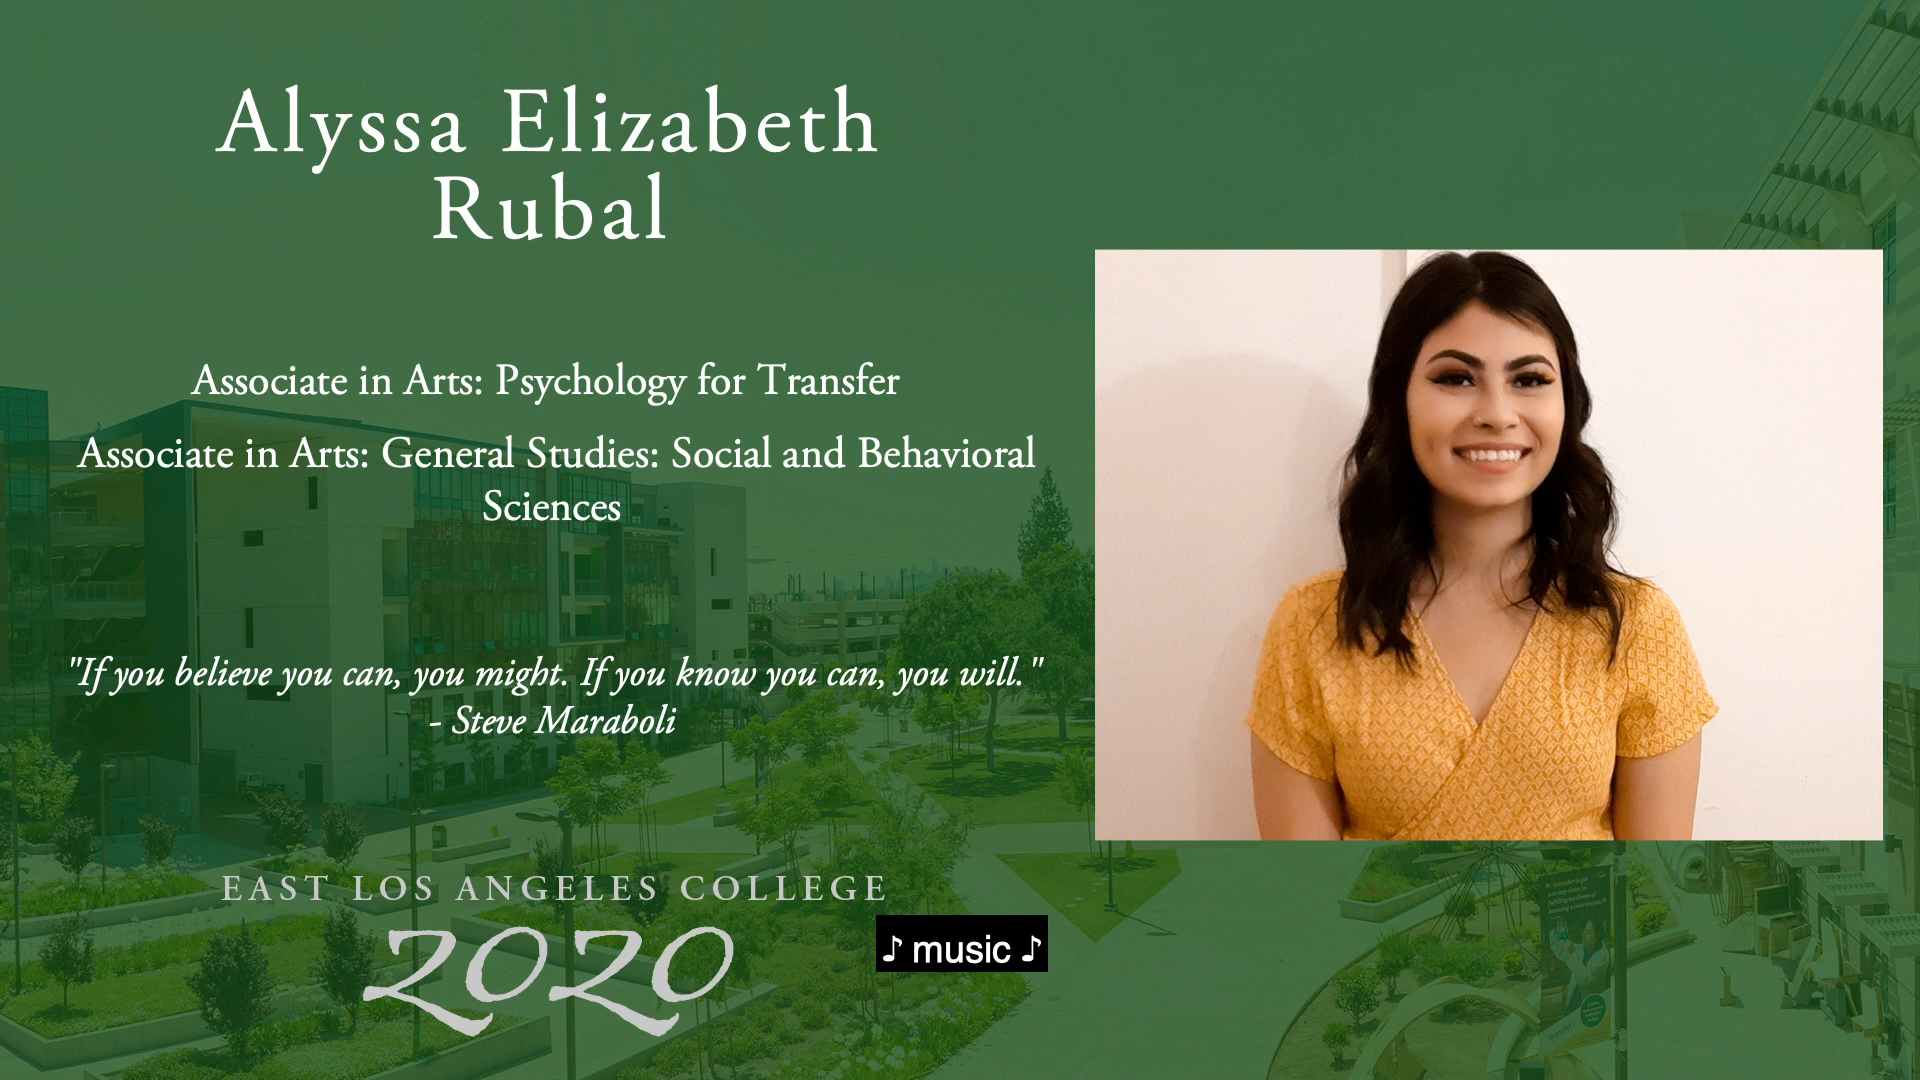 Alyssa Elizabeth
Rubal
Associate in Arts: Psychology for Transfer
Associate in Arts: General Studies: Social and Behavioral
Sciences
"If you believe you can, you might. If you know you can, you will."
- Steve Maraboli
EAST LOS ANGELES COLLEGE
2020
♪ music ♪